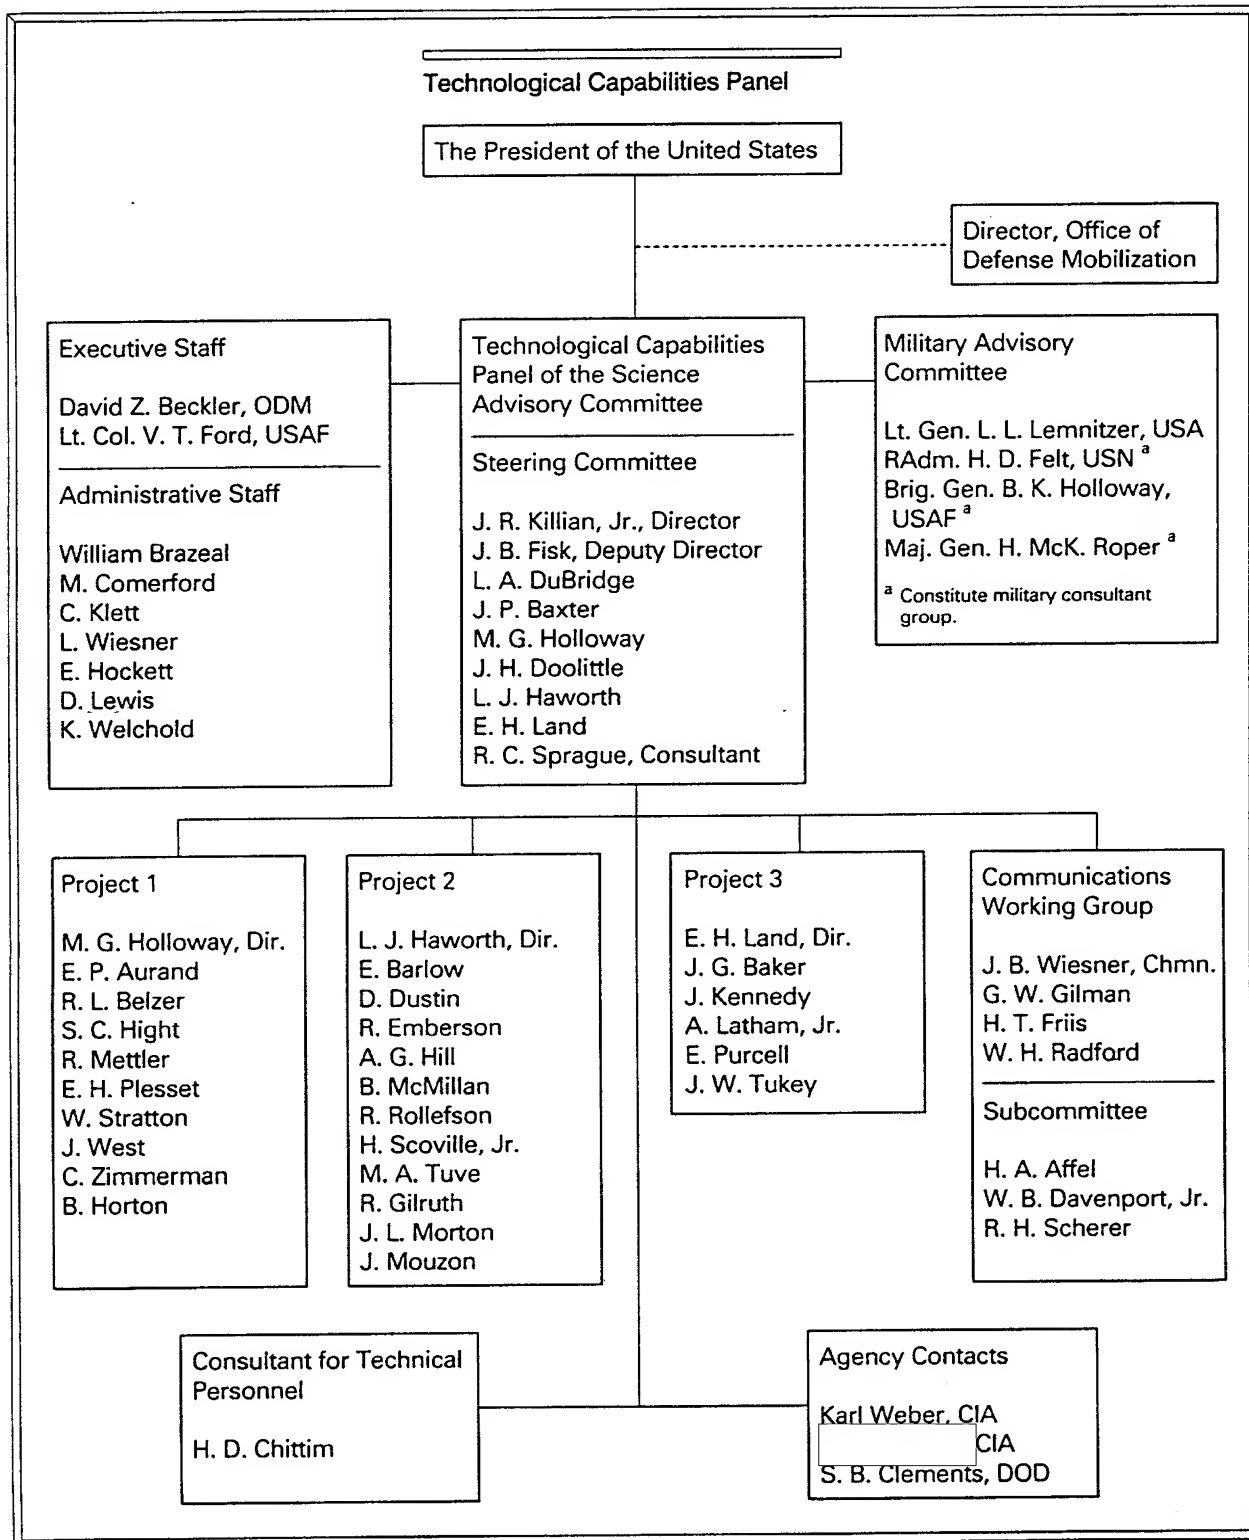 Technological Capabilities Panel
The President of the United States
Director, Office of
Defense Mobilization
Executive Staff
David Z. Beckler, ODM
Lt. Col. V. T. Ford, USAF
Administrative Staff
William Brazeal
M. Comerford
C. Klett
L. Wiesner
E. Hockett
D. Lewis
K. Welchold
Technological Capabilities
Panel of the Science
Advisory Committee
Steering Committee
J. R. Killian, Jr., Director
J. B. Fisk, Deputy Director
L. A. DuBridge
J. P. Baxter
M. G. Holloway
J. H. Doolittle
L. J. Haworth
E. H. Land
R. C. Sprague, Consultant
Military Advisory
Committee
Lt. Gen. L. L. Lemnitzer, USA
RAdm. H. D. Felt, USN a
Brig. Gen. B. K. Holloway,
USAF a
Maj. Gen. H. McK. Roper a
a Constitute military consultant
group.
Project 1
M. G. Holloway, Dir.
E. P. Aurand
R. L. Belzer
S. C. Hight
R. Mettler
E. H. Plesset
W. Stratton
J. West
C. Zimmerman
B. Horton
Project 2
L. J. Haworth, Dir.
E. Barlow
D. Dustin
R. Emberson
A. G. Hill
B. McMillan
R. Rollefson
H. Scoville, Jr.
M. A. Tuve
R. Gilruth
J. L. Morton
J. Mouzon
Project 3
E. H. Land, Dir.
J. G. Baker
J. Kennedy
A. Latham, Jr.
E. Purcell
J. W. Tukey
Communications
Working Group
J. B. Wiesner, Chmn.
G. W. Gilman
H. T. Friis
W. H. Radford
Subcommittee
H. A. Affel
W. B. Davenport, Jr.
R. H. Scherer
Consultant for Technical
Personnel
H. D. Chittim
Agency Contacts
Karl Weber, CIA
CIA
S. B. Clements, DOD